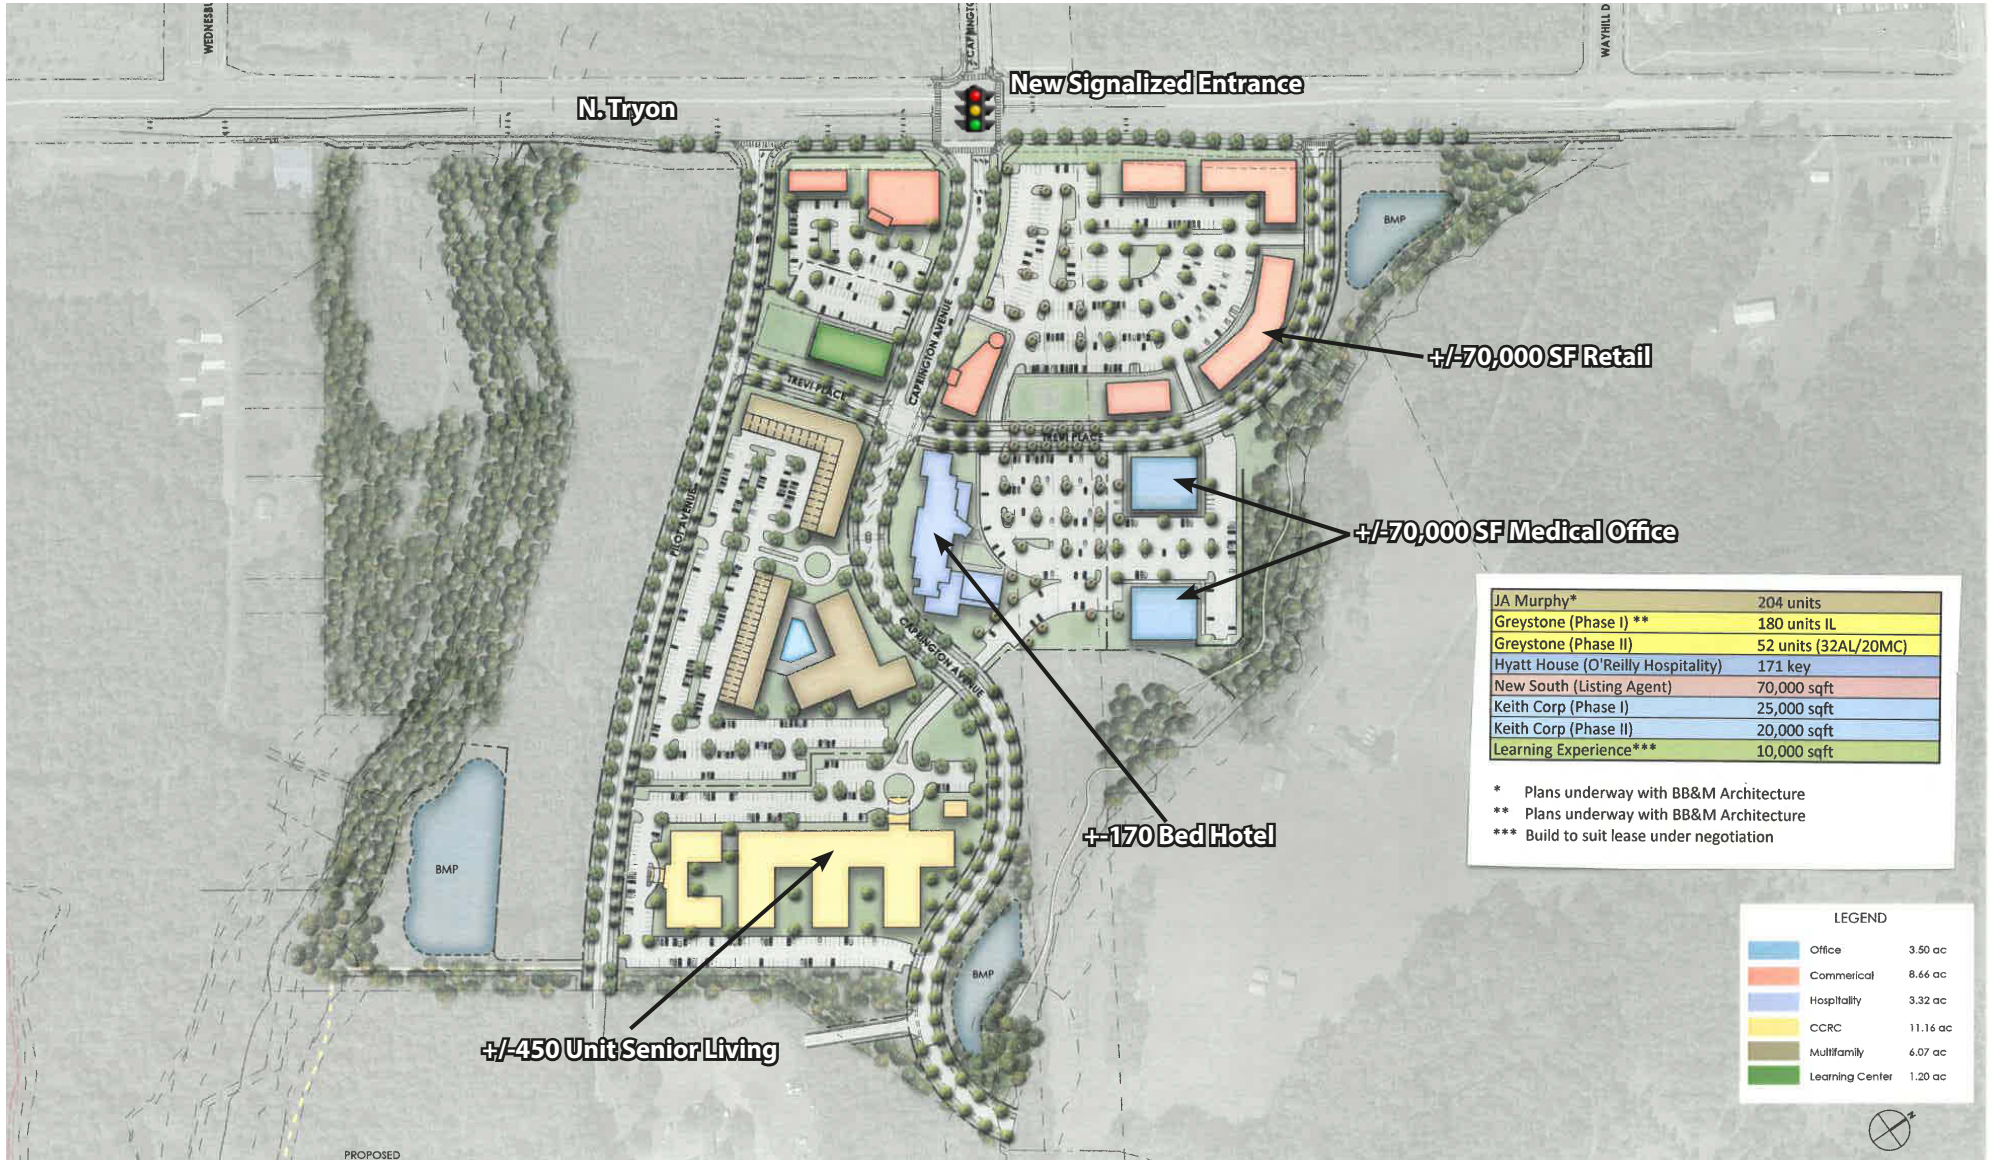 WEDNESBU
CAPRINGTO
WAYHILL D
New Signalized Entrance
N. Tryon
BMP
CAPRINGTON AVENUE
+/-70,000 SF Retail
TREVI PLACE
TREVI PLACE
PILOT AVENUE
+/-70,000 SF Medical Office
CAPRINGTON AVENUE
JA Murphy* 204 units
Greystone (Phase I) ** 180 units IL
Greystone (Phase II) 52 units (32AL/20MC)
Hyatt House (O'Reilly Hospitality) 171 key
New South (Listing Agent) 70,000 sqft
Keith Corp (Phase I) 25,000 sqft
Keith Corp (Phase II) 20,000 sqft
Learning Experience*** 10,000 sqft
* Plans underway with BB&M Architecture
** Plans underway with BB&M Architecture
*** Build to suit lease under negotiation
+-170 Bed Hotel
BMP
BMP
+/-450 Unit Senior Living
LEGEND
Office 3.50 ac
Commerical 8.66 ac
Hospitality 3.32 ac
CCRC 11.16 ac
Multifamily 6.07 ac
Learning Center 1.20 ac
N
PROPOSED